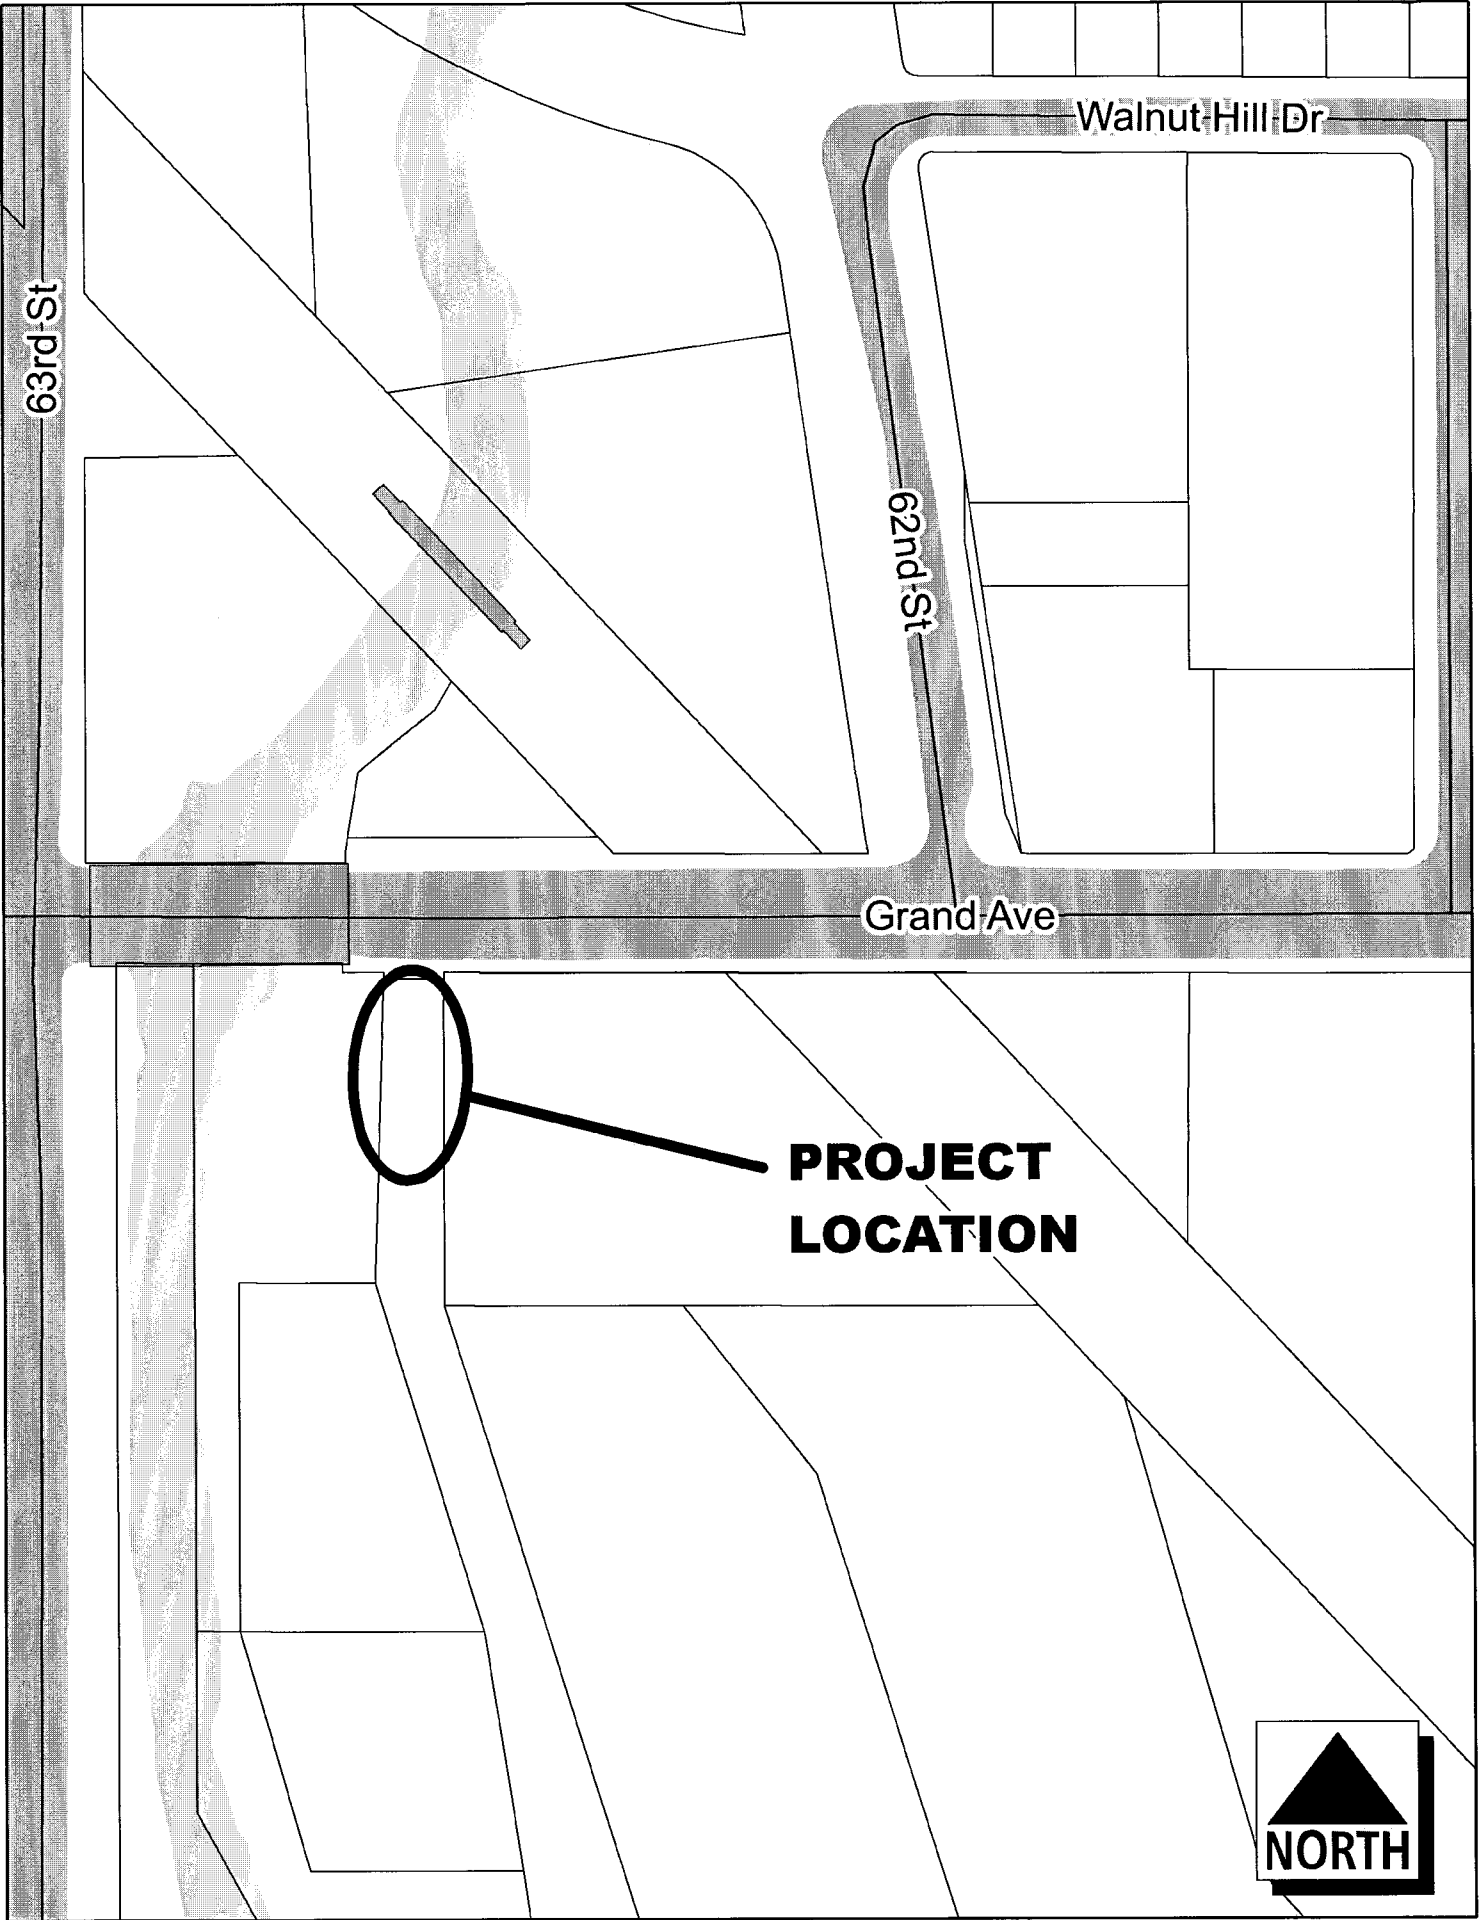 Walnut Hill Dr
63rd St
62nd St
Grand Ave
PROJECT
LOCATION
NORTH